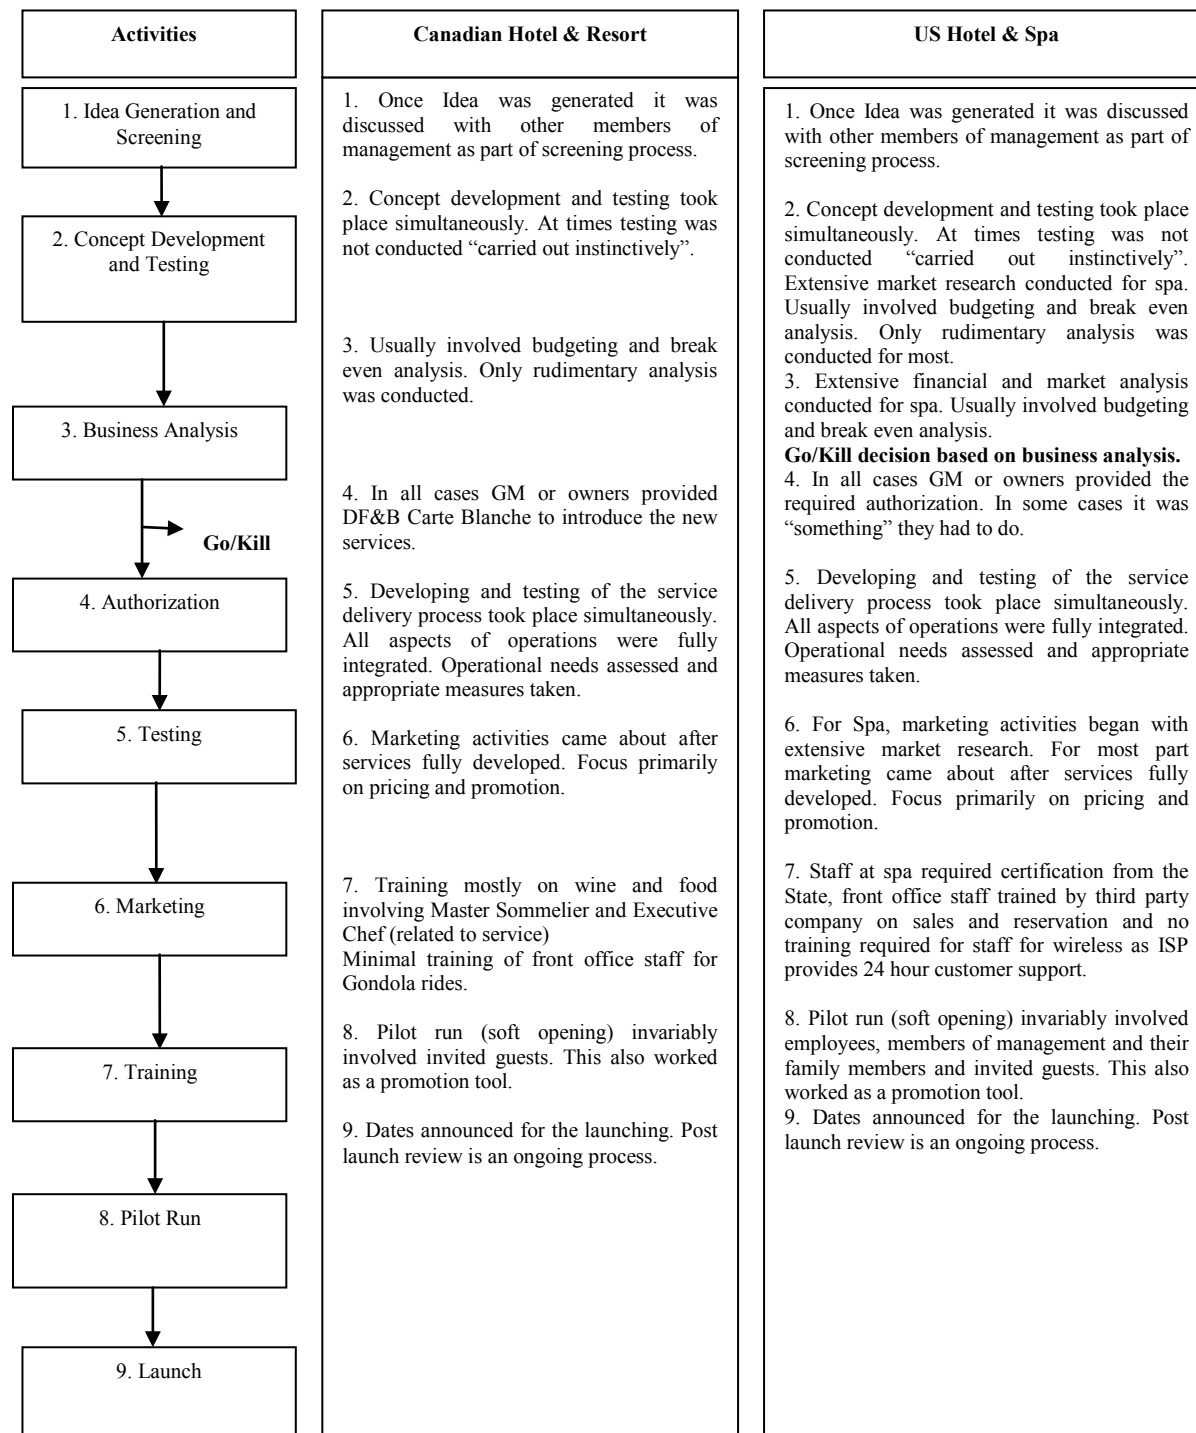 Activities
1. Idea Generation and
Screening
2. Concept Development
and Testing
3. Business Analysis
Go/Kill
4. Authorization
5. Testing
6. Marketing
7. Training
8. Pilot Run
9. Launch
Canadian Hotel & Resort
1. Once Idea was generated it was
discussed with other members of
management as part of screening process.
2. Concept development and testing took
place simultaneously. At times testing was
not conducted “carried out instinctively”.
3. Usually involved budgeting and break
even analysis. Only rudimentary analysis
was conducted.
4. In all cases GM or owners provided
DF&B Carte Blanche to introduce the new
services.
5. Developing and testing of the service
delivery process took place simultaneously.
All aspects of operations were fully
integrated. Operational needs assessed and
appropriate measures taken.
6. Marketing activities came about after
services fully developed. Focus primarily
on pricing and promotion.
7. Training mostly on wine and food
involving Master Sommelier and Executive
Chef (related to service)
Minimal training of front office staff for
Gondola rides.
8. Pilot run (soft opening) invariably
involved invited guests. This also worked
as a promotion tool.
9. Dates announced for the launching. Post
launch review is an ongoing process.
US Hotel & Spa
1. Once Idea was generated it was discussed
with other members of management as part of
screening process.
2. Concept development and testing took place
simultaneously. At times testing was not
conducted “carried out instinctively”.
Extensive market research conducted for spa.
Usually involved budgeting and break even
analysis. Only rudimentary analysis was
conducted for most.
3. Extensive financial and market analysis
conducted for spa. Usually involved budgeting
and break even analysis.
Go/Kill decision based on business analysis.
4. In all cases GM or owners provided the
required authorization. In some cases it was
“something” they had to do.
5. Developing and testing of the service
delivery process took place simultaneously.
All aspects of operations were fully integrated.
Operational needs assessed and appropriate
measures taken.
6. For Spa, marketing activities began with
extensive market research. For most part
marketing came about after services fully
developed. Focus primarily on pricing and
promotion.
7. Staff at spa required certification from the
State, front office staff trained by third party
company on sales and reservation and no
training required for staff for wireless as ISP
provides 24 hour customer support.
8. Pilot run (soft opening) invariably involved
employees, members of management and their
family members and invited guests. This also
worked as a promotion tool.
9. Dates announced for the launching. Post
launch review is an ongoing process.